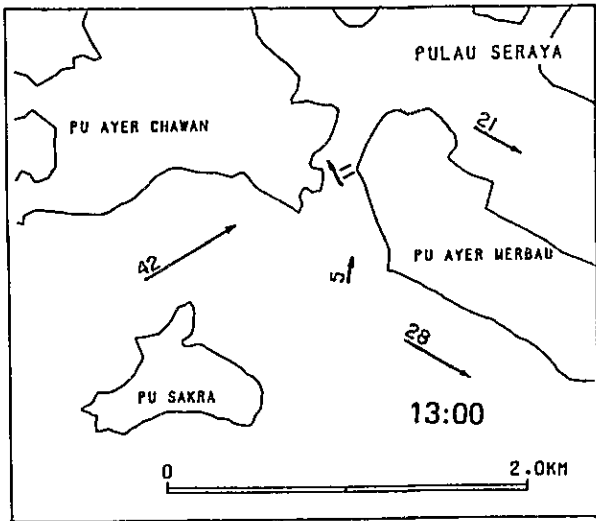 PULAU SERAYA
PU AYER CHAWAN
21
11
42
PU AYER MERBAU
5
28
PU SAKRA
13:00
0
2.0KM